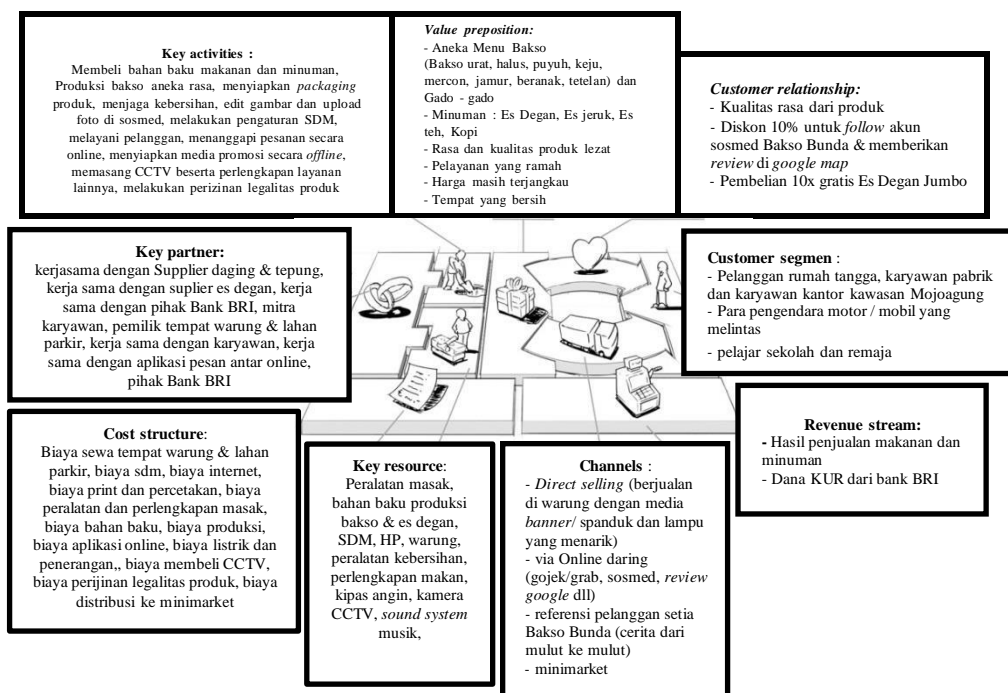 Key activities :
Membeli bahan baku makanan dan minuman,
Produksi bakso aneka rasa, menyiapkan packaging
produk, menjaga kebersihan, edit gambar dan upload
foto di sosmed, melakukan pengaturan SDM,
melayani pelanggan, menanggapi pesanan secara
online, menyiapkan media promosi secara offline,
memasang CCTV beserta perlengkapan layanan
lainnya, melakukan perizinan legalitas produk
Value preposition:
- Aneka Menu Bakso
(Bakso urat, halus, puyuh, keju,
mercon, jamur, beranak, tetelan) dan
Gado - gado
- Minuman : Es Degan, Es jeruk, Es
teh, Kopi
- Rasa dan kualitas produk lezat
- Pelayanan yang ramah
- Harga masih terjangkau
- Tempat yang bersih
Customer relationship:
- Kualitas rasa dari produk
- Diskon 10% untuk follow akun
sosmed Bakso Bunda & memberikan
review di google map
- Pembelian 10x gratis Es Degan Jumbo
Key partner:
kerjasama dengan Supplier daging & tepung,
kerja sama dengan suplier es degan, kerja
sama dengan pihak Bank BRI, mitra
karyawan, pemilik tempat warung & lahan
parkir, kerja sama dengan karyawan, kerja
sama dengan aplikasi pesan antar online,
pihak Bank BRI
Customer segmen :
- Pelanggan rumah tangga, karyawan pabrik
dan karyawan kantor kawasan Mojoagung
- Para pengendara motor / mobil yang
melintas
- pelajar sekolah dan remaja
Cost structure:
Biaya sewa tempat warung & lahan
parkir, biaya sdm, biaya internet,
biaya print dan percetakan, biaya
peralatan dan perlengkapan masak,
biaya bahan baku, biaya produksi,
biaya aplikasi online, biaya listrik dan
penerangan,, biaya membeli CCTV,
biaya perijinan legalitas produk, biaya
distribusi ke minimarket
Key resource:
Peralatan masak,
bahan baku produksi
bakso & es degan,
SDM, HP, warung,
peralatan kebersihan,
perlengkapan makan,
kipas angin, kamera
CCTV, sound system
musik,
Channels :
- Direct selling (berjualan
di warung dengan media
banner/ spanduk dan lampu
yang menarik)
- via Online daring
(gojek/grab, sosmed, review
google dll)
- referensi pelanggan setia
Bakso Bunda (cerita dari
mulut ke mulut)
- minimarket
Revenue stream:
- Hasil penjualan makanan dan
minuman
- Dana KUR dari bank BRI